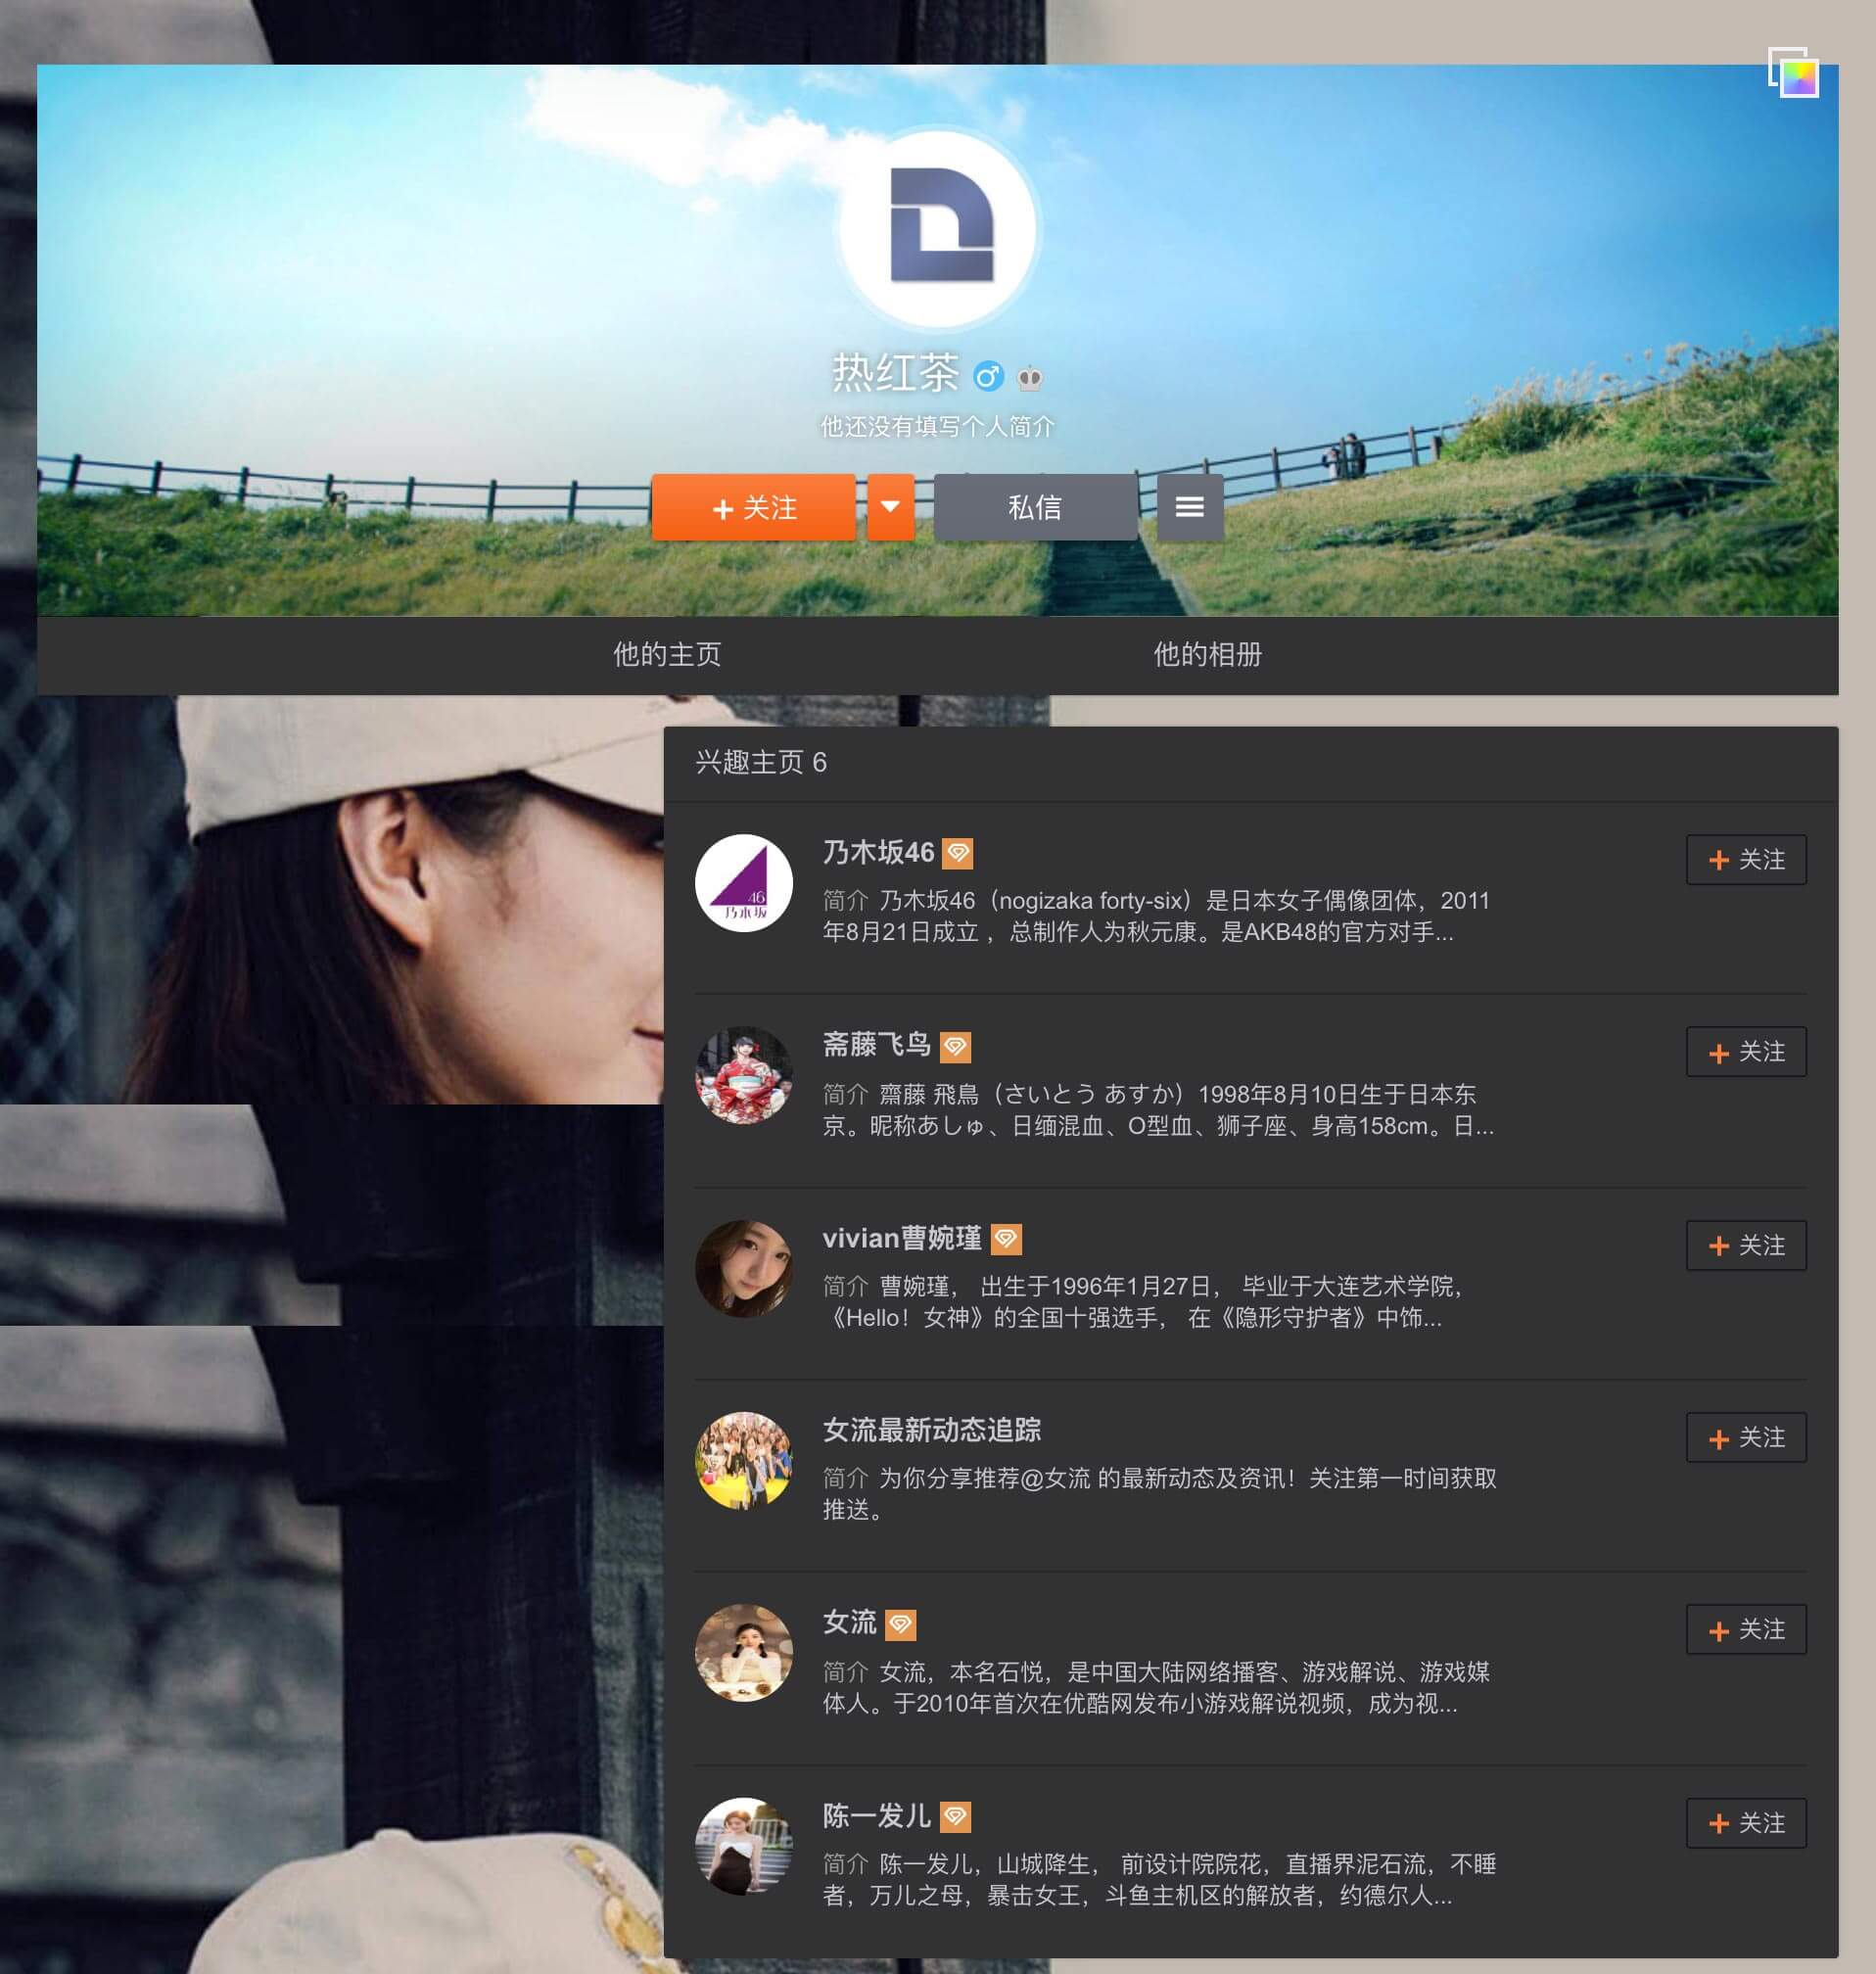 热红茶
他还没有填写个人简介
+ 关注
私信
他的主页
他的相册
兴趣主页 6
乃木坂46
+ 关注
简介 乃木坂46（nogizaka forty-six）是日本女子偶像团体，2011
年8月21日成立 ，总制作人为秋元康。是AKB48的官方对手...
46
乃木坂
斋藤飞鸟
+ 关注
简介 齋藤 飛鳥（さいとう あすか）1998年8月10日生于日本东
京。昵称あしゅ、日缅混血、O型血、狮子座、身高158cm。日...
vivian曹婉瑾
+ 关注
简介 曹婉瑾， 出生于1996年1月27日， 毕业于大连艺术学院，
《Hello！女神》的全国十强选手， 在《隐形守护者》中饰...
女流最新动态追踪
+ 关注
简介 为你分享推荐@女流 的最新动态及资讯！关注第一时间获取
推送。
女流
+ 关注
简介 女流，本名石悦，是中国大陆网络播客、游戏解说、游戏媒
体人。于2010年首次在优酷网发布小游戏解说视频，成为视...
陈一发儿
+ 关注
简介 陈一发儿，山城降生， 前设计院院花，直播界泥石流，不睡
者，万儿之母，暴击女王，斗鱼主机区的解放者，约德尔人...